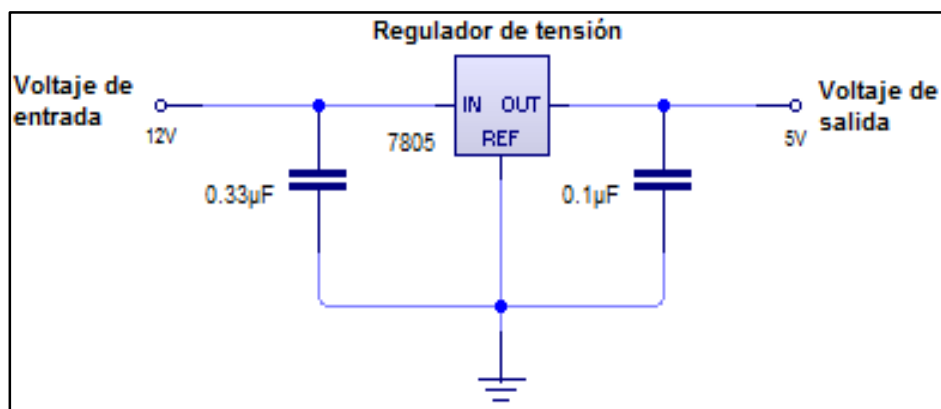 Regulador de tensión
Voltaje de
entrada
12V
IN OUT
REF
7805
Voltaje de
salida
5V
0.33µF
0.1µF